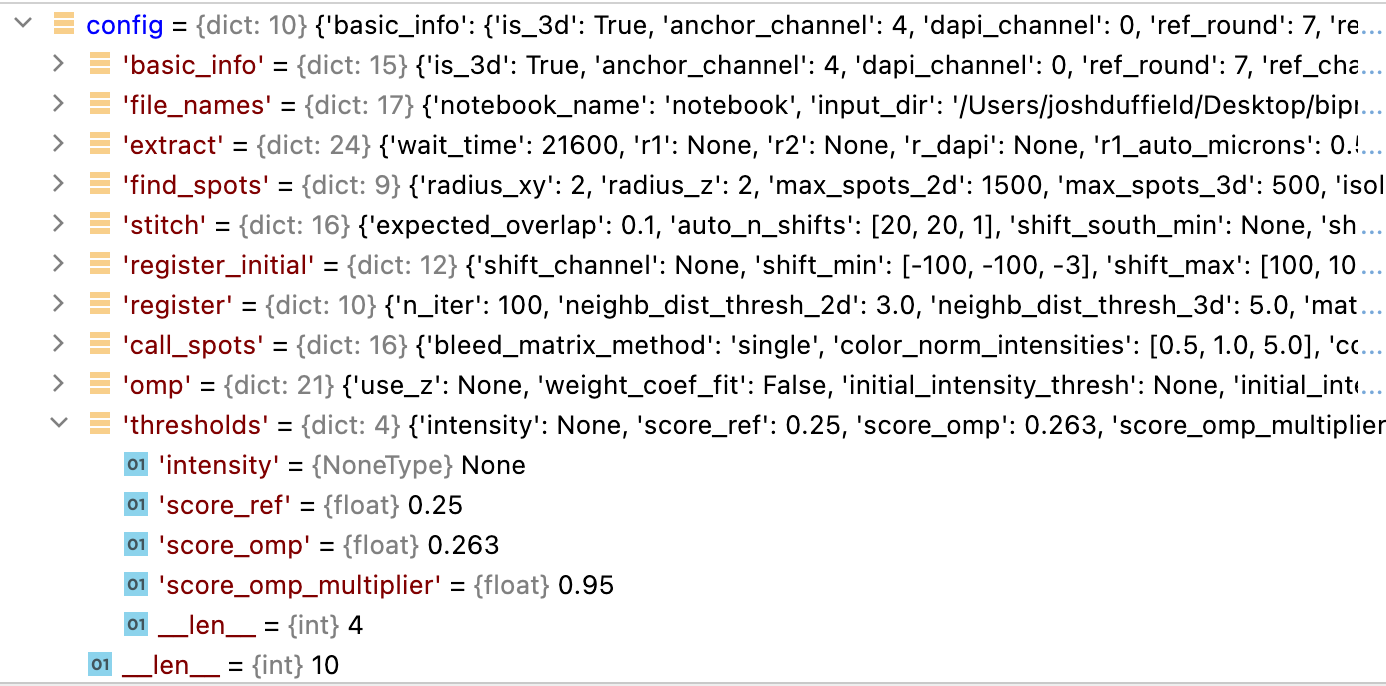 config = {dict: 10} {'basic_info': {'is_3d': True, 'anchor_channel': 4, 'dapi_channel': 0, 'ref_round': 7, 're...
'basic_info' = {dict: 15} {'is_3d': True, 'anchor_channel': 4, 'dapi_channel': 0, 'ref_round': 7, 'ref_cha...
'file_names' = {dict: 17} {'notebook_name': 'notebook', 'input_dir': '/Users/joshduffield/Desktop/bip...
'extract' = {dict: 24} {'wait_time': 21600, 'r1': None, 'r2': None, 'r_dapi': None, 'r1_auto_microns': 0.5...
'find_spots' = {dict: 9} {'radius_xy': 2, 'radius_z': 2, 'max_spots_2d': 1500, 'max_spots_3d': 500, 'isol
'stitch' = {dict: 16} {'expected_overlap': 0.1, 'auto_n_shifts': [20, 20, 1], 'shift_south_min': None, 'sh...
'register_initial' = {dict: 12} {'shift_channel': None, 'shift_min': [-100, -100, -3], 'shift_max': [100, 10...
'register' = {dict: 10} {'n_iter': 100, 'neighb_dist_thresh_2d': 3.0, 'neighb_dist_thresh_3d': 5.0, 'mat...
'call_spots' = {dict: 16} {'bleed_matrix_method': 'single', 'color_norm_intensities': [0.5, 1.0, 5.0], 'co...
'omp' = {dict: 21} {'use_z': None, 'weight_coef_fit': False, 'initial_intensity_thresh': None, 'initial_inte...
'thresholds' = {dict: 4} {'intensity': None, 'score_ref': 0.25, 'score_omp': 0.263, 'score_omp_multiplier
01 'intensity' = {NoneType} None
01 'score_ref' = {float} 0.25
01 'score_omp' = {float} 0.263
01 'score_omp_multiplier' = {float} 0.95
01 __len__ = {int} 4
01 __len__ = {int} 10